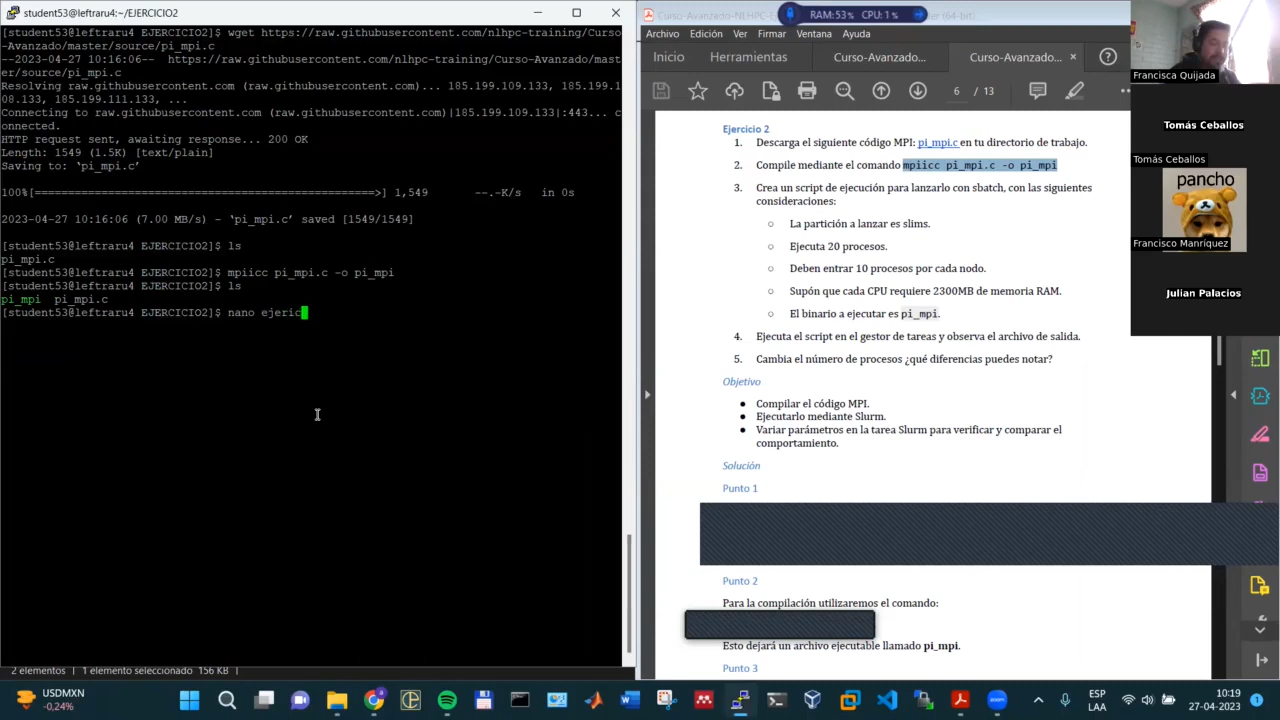 student53@leftraru4:~/EJERCICIO2
[student53@leftraru4 EJERCICIO2]$ wget https://raw.githubusercontent.com/nlhpc-training/Curso
-Avanzado/master/source/pi_mpi.c
--2023-04-27 10:16:06--  https://raw.githubusercontent.com/nlhpc-training/Curso-Avanzado/mast
er/source/pi_mpi.c
Resolving raw.githubusercontent.com (raw.githubusercontent.com)... 185.199.109.133, 185.199.1
08.133, 185.199.111.133, ...
Connecting to raw.githubusercontent.com (raw.githubusercontent.com)|185.199.109.133|:443... c
onnected.
HTTP request sent, awaiting response... 200 OK
Length: 1549 (1.5K) [text/plain]
Saving to: ‘pi_mpi.c’
100%[===================================================>] 1,549       --.-K/s   in 0s
2023-04-27 10:16:06 (7.00 MB/s) - ‘pi_mpi.c’ saved [1549/1549]
[student53@leftraru4 EJERCICIO2]$ ls
pi_mpi.c
[student53@leftraru4 EJERCICIO2]$ mpiicc pi_mpi.c -o pi_mpi
[student53@leftraru4 EJERCICIO2]$ ls
pi_mpi  pi_mpi.c
[student53@leftraru4 EJERCICIO2]$ nano ejeric
2 elementos | 1 elemento seleccionado 156 KB |
RAM: 53% CPU: 1%
Archivo Edición Ver Firmar Ventana Ayuda
Inicio Herramientas Curso-Avanzado... Curso-Avanzado... ×
6 / 13
Ejercicio 2
1. Descarga el siguiente código MPI: pi_mpi.c en tu directorio de trabajo.
2. Compile mediante el comando mpiicc pi_mpi.c -o pi_mpi
3. Crea un script de ejecución para lanzarlo con sbatch, con las siguientes
consideraciones:
○ La partición a lanzar es slims.
○ Ejecuta 20 procesos.
○ Deben entrar 10 procesos por cada nodo.
○ Supón que cada CPU requiere 2300MB de memoria RAM.
○ El binario a ejecutar es pi_mpi.
4. Ejecuta el script en el gestor de tareas y observa el archivo de salida.
5. Cambia el número de procesos ¿qué diferencias puedes notar?
Objetivo
● Compilar el código MPI.
● Ejecutarlo mediante Slurm.
● Variar parámetros en la tarea Slurm para verificar y comparar el
comportamiento.
Solución
Punto 1
Punto 2
Para la compilación utilizaremos el comando:
Esto dejará un archivo ejecutable llamado pi_mpi.
Punto 3
Francisca Quijada
Tomás Ceballos
Tomás Ceballos
pancho
Francisco Manríquez
Julian Palacios
USDMXN
-0,24%
ESP
LAA
10:19
27-04-2023